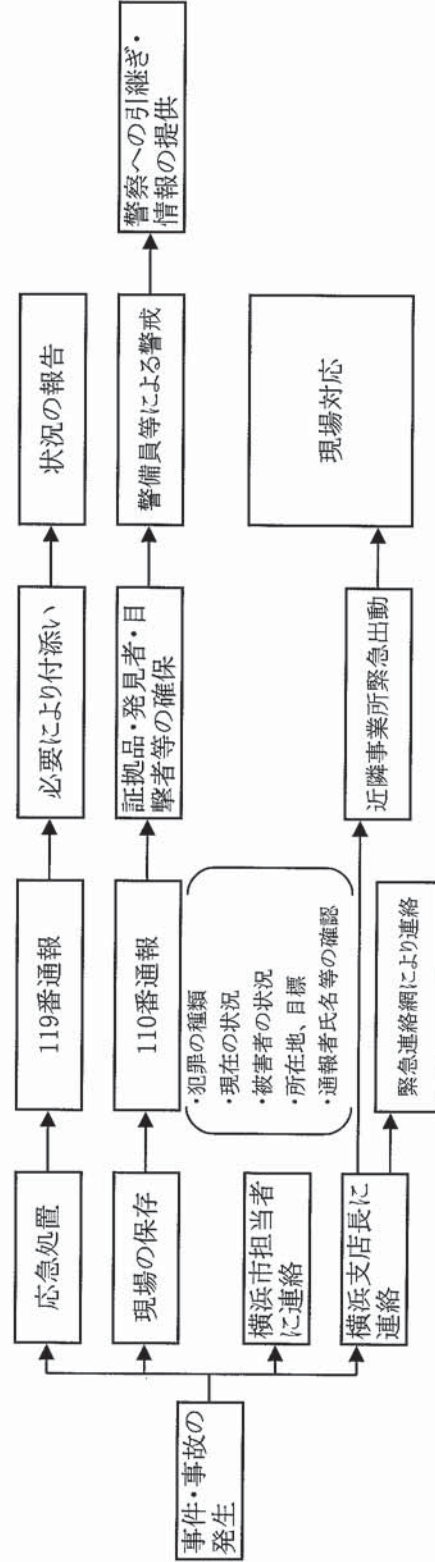 事件・事故の
発生
応急処置
119番通報
必要により付添い
状況の報告
現場の保存
110番通報
・犯罪の種類
・現在の状況
・被害者の状況
・所在地、目標
・通報者氏名等の確認
証拠品・発見者・目
撃者等の確保
警備員等による警戒
警察への引継ぎ・
情報の提供
横浜市担当者
に連絡
横浜支店長に
連絡
緊急連絡網により連絡
近隣事業所緊急出動
現場対応